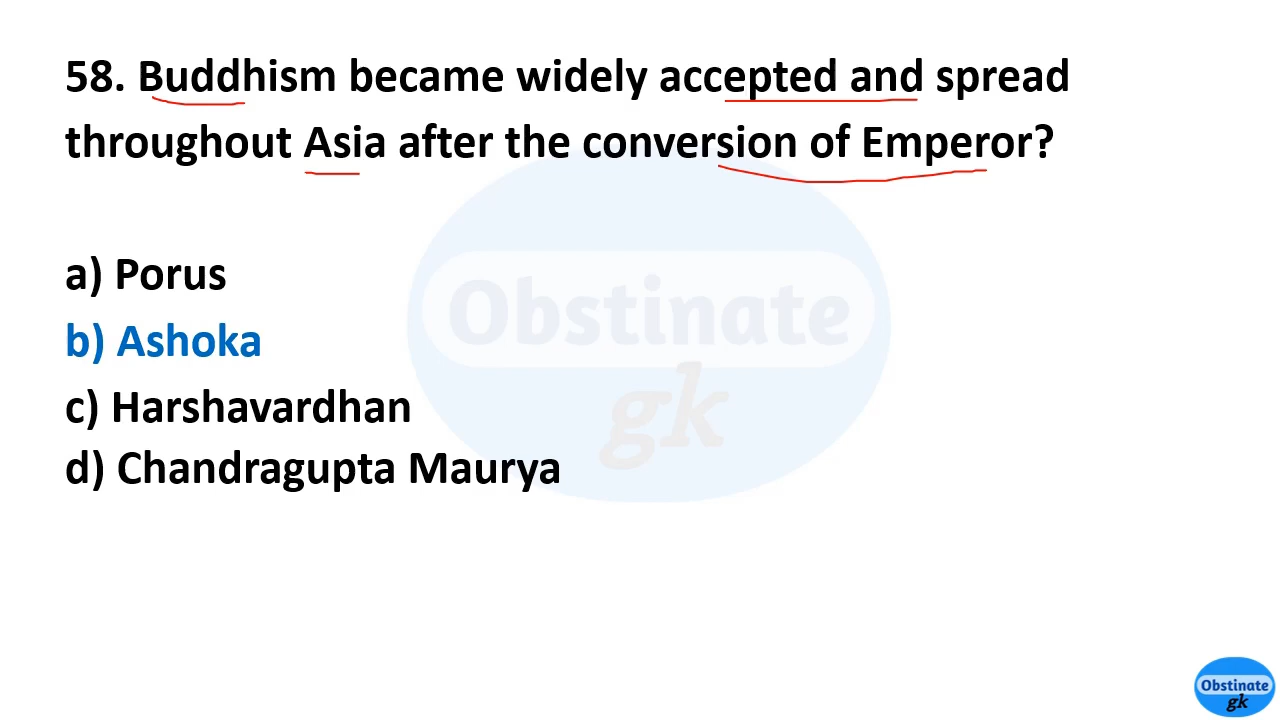 58. Buddhism became widely accepted and spread
throughout Asia after the conversion of Emperor?
a) Porus
b) Ashoka
c) Harshavardhan
d) Chandragupta Maurya
Obstinate
gk
Obstinate
gk